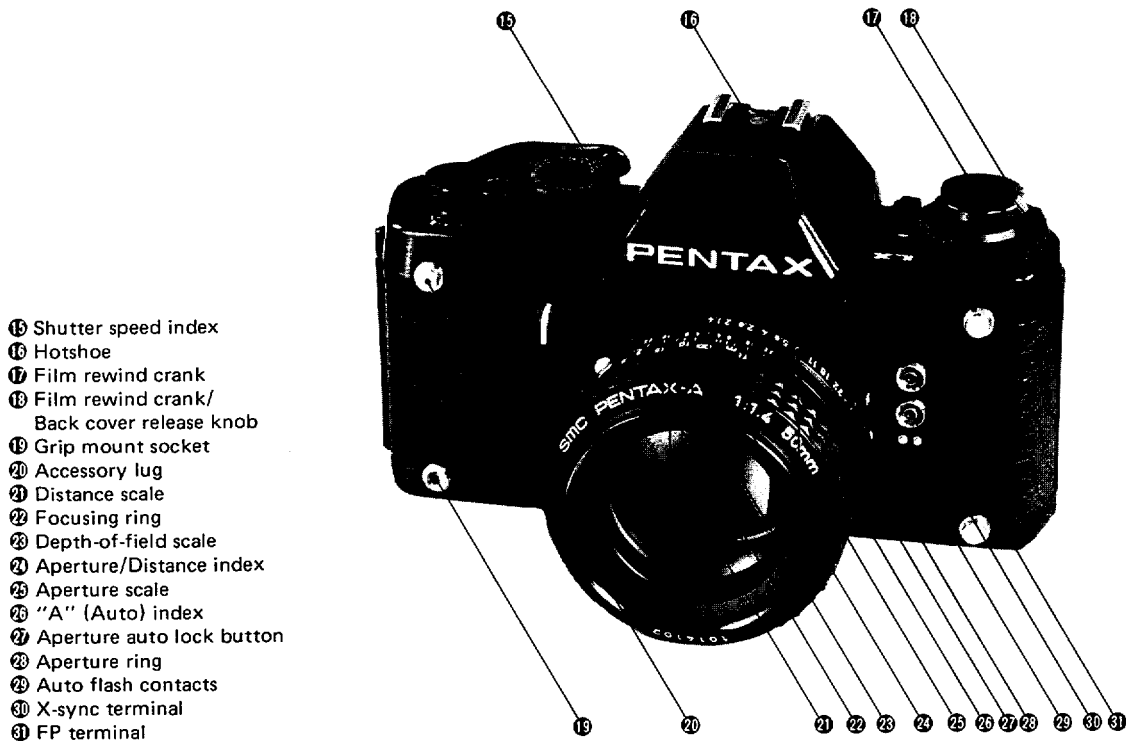 ⑮ ⑯ ⑰ ⑱
PENTAX
LX
smc PENTAX-A 1:1.4 50mm
⑮ Shutter speed index
⑯ Hotshoe
⑰ Film rewind crank
⑱ Film rewind crank/
Back cover release knob
⑲ Grip mount socket
⑳ Accessory lug
㉑ Distance scale
㉒ Focusing ring
㉓ Depth-of-field scale
㉔ Aperture/Distance index
㉕ Aperture scale
㉖ "A" (Auto) index
㉗ Aperture auto lock button
㉘ Aperture ring
㉙ Auto flash contacts
㉚ X-sync terminal
㉛ FP terminal
⑲ ⑳ ㉑ ㉒ ㉓ ㉔ ㉕ ㉖ ㉗ ㉘ ㉙ ㉚ ㉛